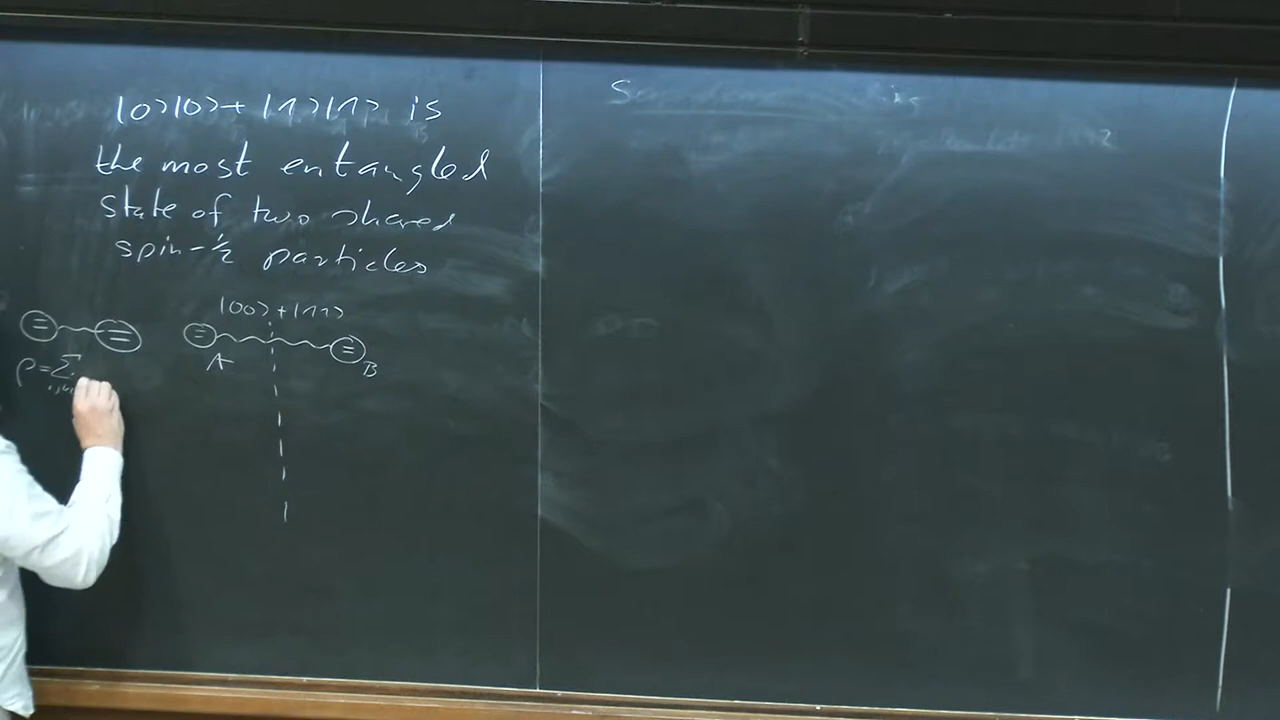 |0>|0> + |1>|1> is
the most entangled
state of two shared
spin-½ particles
|00> + |11>
A
B
ρ = Σ
S